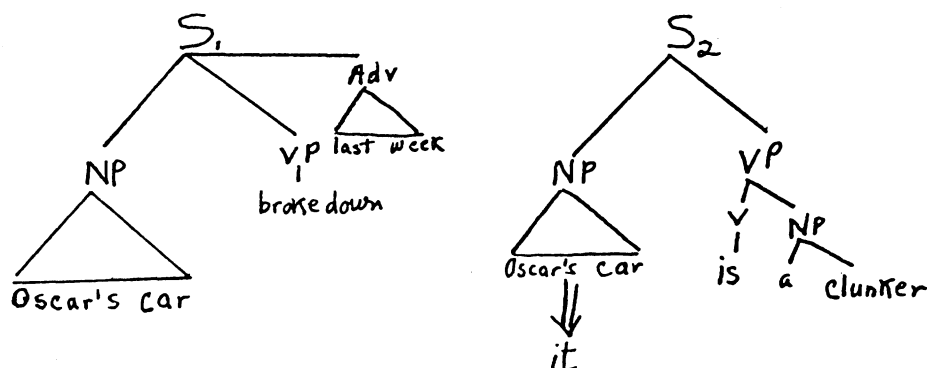 S₁
Adv
last week
NP
VP
broke down
Oscar's car
S₂
NP
VP
V
NP
Oscar's car
is
a
clunker
it